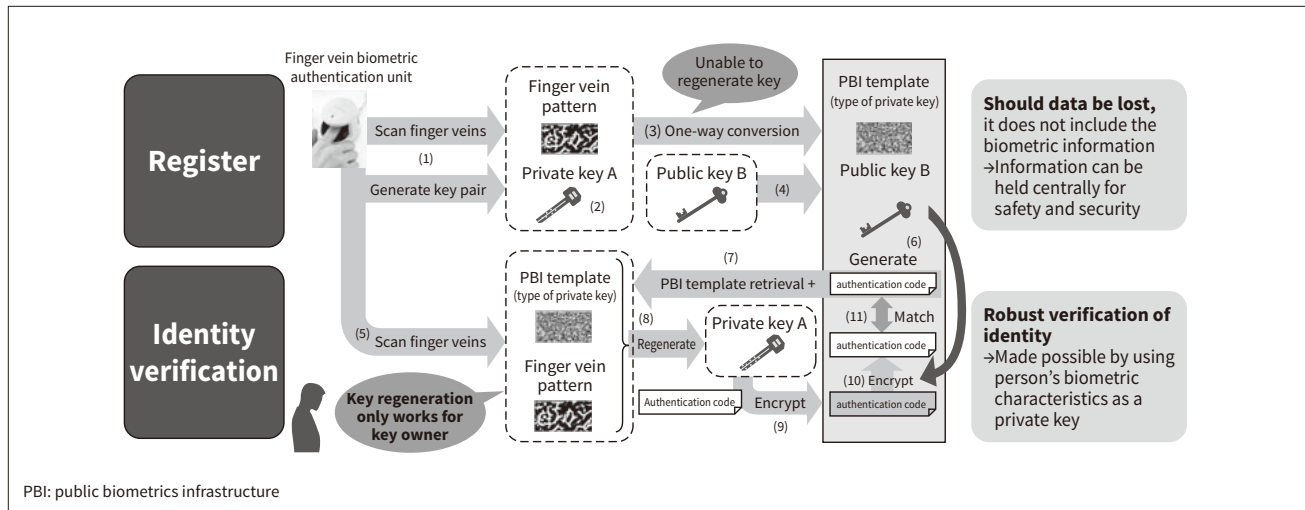 Finger vein biometric
authentication unit
Register
Scan finger veins
(1)
Generate key pair
Finger vein
pattern
Private key A
(2)
Unable to
regenerate key
(3) One-way conversion
Public key B
(4)
PBI template
(type of private key)
Public key B
(6)
Generate
authentication code
(11) Match
authentication code
(10) Encrypt
authentication code
Should data be lost,
it does not include the
biometric information
→Information can be
held centrally for
safety and security
Identity
verification
(5) Scan finger veins
Key regeneration
only works for
key owner
PBI template
(type of private key)
Finger vein
pattern
(7)
PBI template retrieval +
(8)
Regenerate
Private key A
Authentication code
Encrypt
(9)
Robust verification of
identity
→Made possible by using
person's biometric
characteristics as a
private key
PBI: public biometrics infrastructure